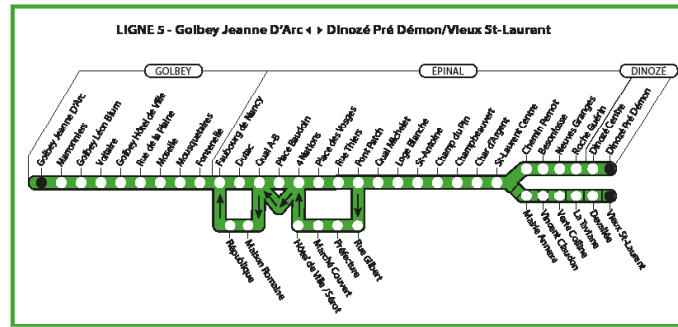 LIGNE 5 - Golbey Jeanne D'Arc ◂ ▸ Dinozé Pré Démon/Vieux St-Laurent
GOLBEY
ÉPINAL
DINOZÉ
Golbey Jeanne D'Arc
Marronniers
Golbey Léon Blum
Voltaire
Golbey Hôtel de Ville
Rue de la Plaine
Moselle
Mousquetaires
Fontenelle
Faubourg de Nancy
Dutac
Quai A-B
Place Baudoin
4 Nations
Place des Vosges
Rue Thiers
Pont Patch
Quai Michelet
Loge Blanche
St-Antoine
Champ du Pin
Champbeauvert
Char d'Argent
St-Laurent Centre
Chemin Pernot
Beausite
Neuves Granges
Roche Guérin
Dinozé Centre
Dinozé Pré Démon
République
Maison Romaine
Hôtel de Ville / Sérot
Marché Couvert
Préfecture
Rue Gilbert
Mairie Annexe
Vincent Claudon
Verte Colline
La Taviane
Devallée
Vieux St-Laurent